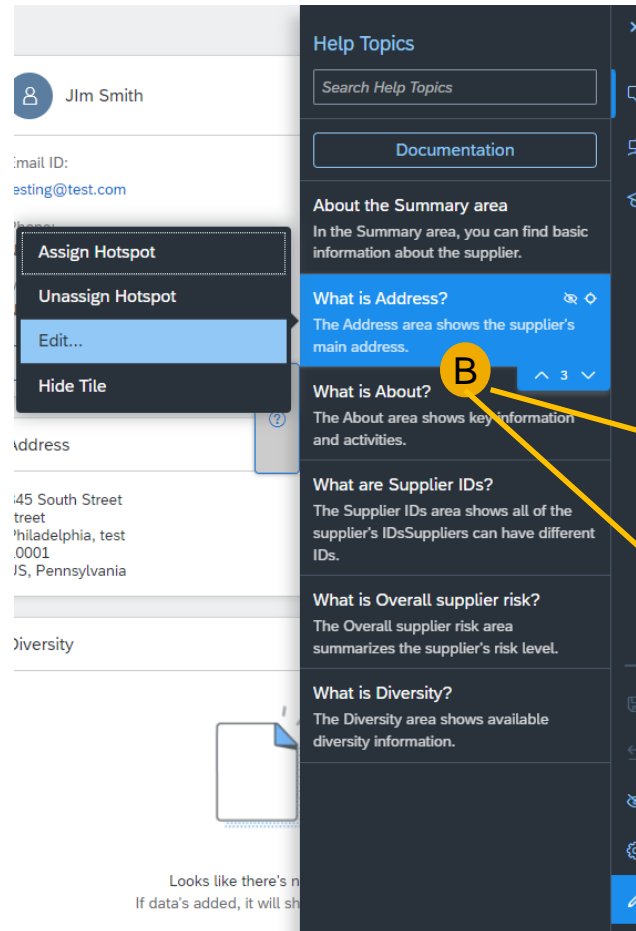 JIm Smith
Email ID:
esting@test.com
Phone:
Address
345 South Street
treet
Philadelphia, test
.0001
US, Pennsylvania
Diversity
Looks like there's n
If data's added, it will sh
Assign Hotspot
Unassign Hotspot
Edit...
Hide Tile
Help Topics
Search Help Topics
Documentation
About the Summary area
In the Summary area, you can find basic
information about the supplier.
What is Address?
The Address area shows the supplier's
main address.
3
B
What is About?
The About area shows key information
and activities.
What are Supplier IDs?
The Supplier IDs area shows all of the
supplier's IDsSuppliers can have different
IDs.
What is Overall supplier risk?
The Overall supplier risk area
summarizes the supplier's risk level.
What is Diversity?
The Diversity area shows available
diversity information.